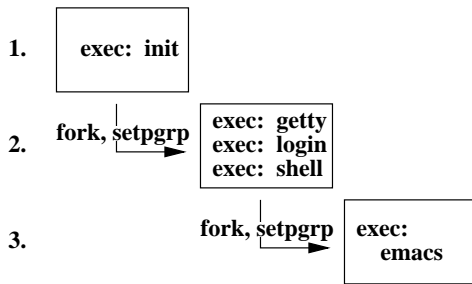 1.
exec: init
fork, setpgrp
2.
exec: getty
exec: login
exec: shell
fork, setpgrp
3.
exec:
emacs